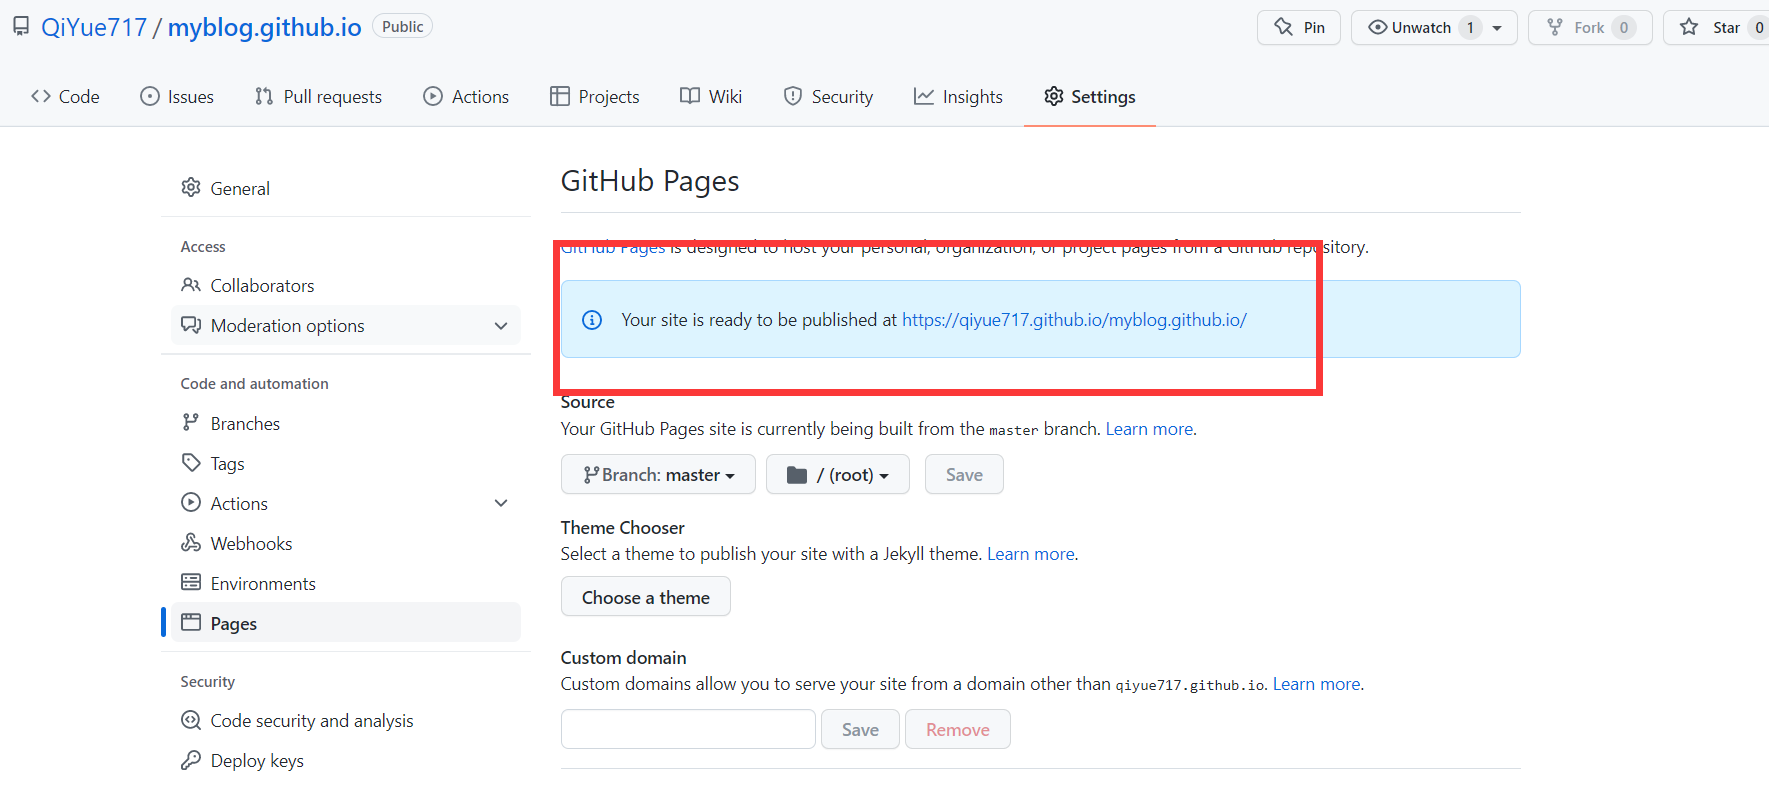 QiYue717 / myblog.github.io Public Pin Unwatch 1 Fork 0 Star 0
Code Issues Pull requests Actions Projects Wiki Security Insights Settings
General
Access
Collaborators
Moderation options
Code and automation
Branches
Tags
Actions
Webhooks
Environments
Pages
Security
Code security and analysis
Deploy keys
GitHub Pages
GitHub Pages is designed to host your personal, organization, or project pages from a GitHub repository.
Your site is ready to be published at https://qiyue717.github.io/myblog.github.io/
Source
Your GitHub Pages site is currently being built from the master branch. Learn more.
Branch: master / (root) Save
Theme Chooser
Select a theme to publish your site with a Jekyll theme. Learn more.
Choose a theme
Custom domain
Custom domains allow you to serve your site from a domain other than qiyue717.github.io. Learn more.
Save Remove